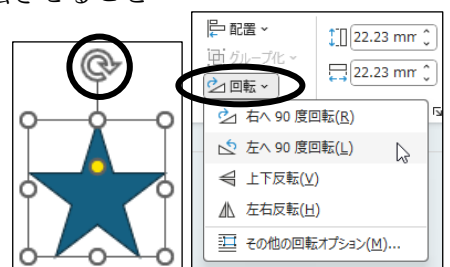 させること
配置
グループ化
回転
22.23 mm
22.23 mm
右へ 90 度回転(R)
左へ 90 度回転(L)
上下反転(V)
左右反転(H)
その他の回転オプション(M)...